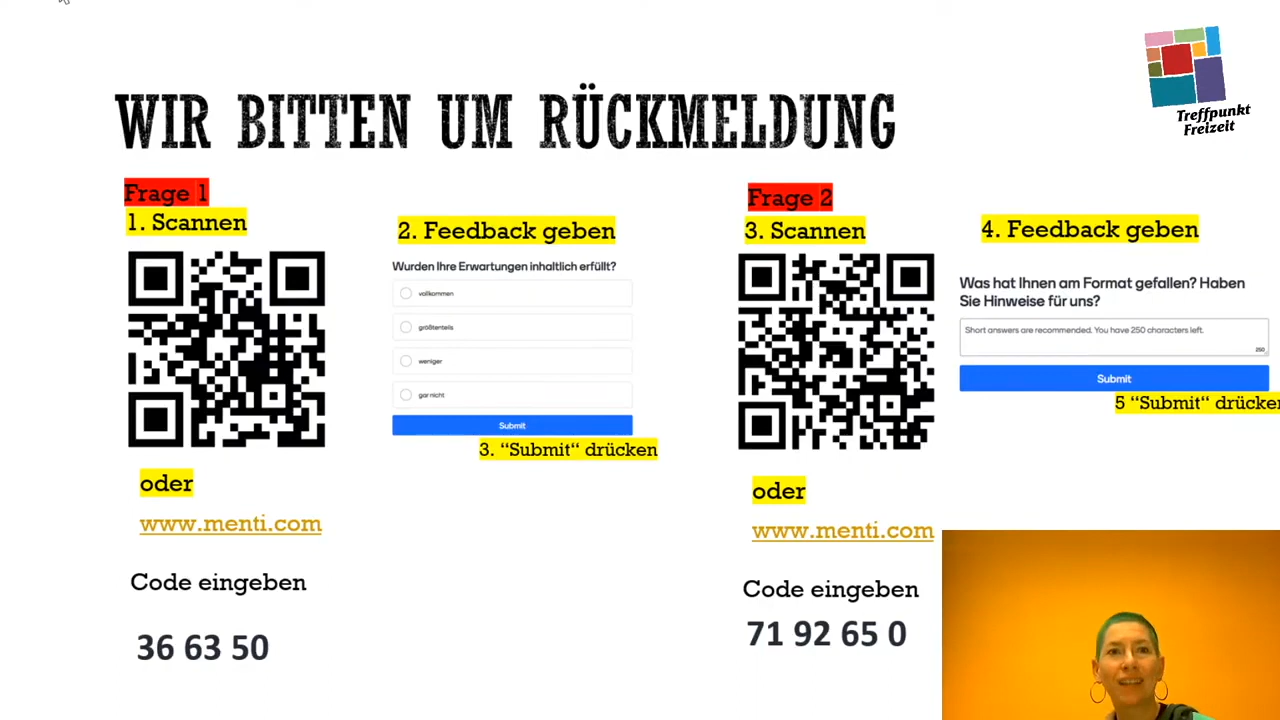 WIR BITTEN UM RÜCKMELDUNG
Treffpunkt
Freizeit
Frage 1
1. Scannen
2. Feedback geben
Wurden Ihre Erwartungen inhaltlich erfüllt?
vollkommen
größtenteils
weniger
gar nicht
Submit
3. “Submit“ drücken
oder
www.menti.com
Code eingeben
36 63 50
Frage 2
3. Scannen
4. Feedback geben
Was hat Ihnen am Format gefallen? Haben
Sie Hinweise für uns?
Short answers are recommended. You have 250 characters left.
250
Submit
5 “Submit“ drücken
oder
www.menti.com
Code eingeben
71 92 65 0